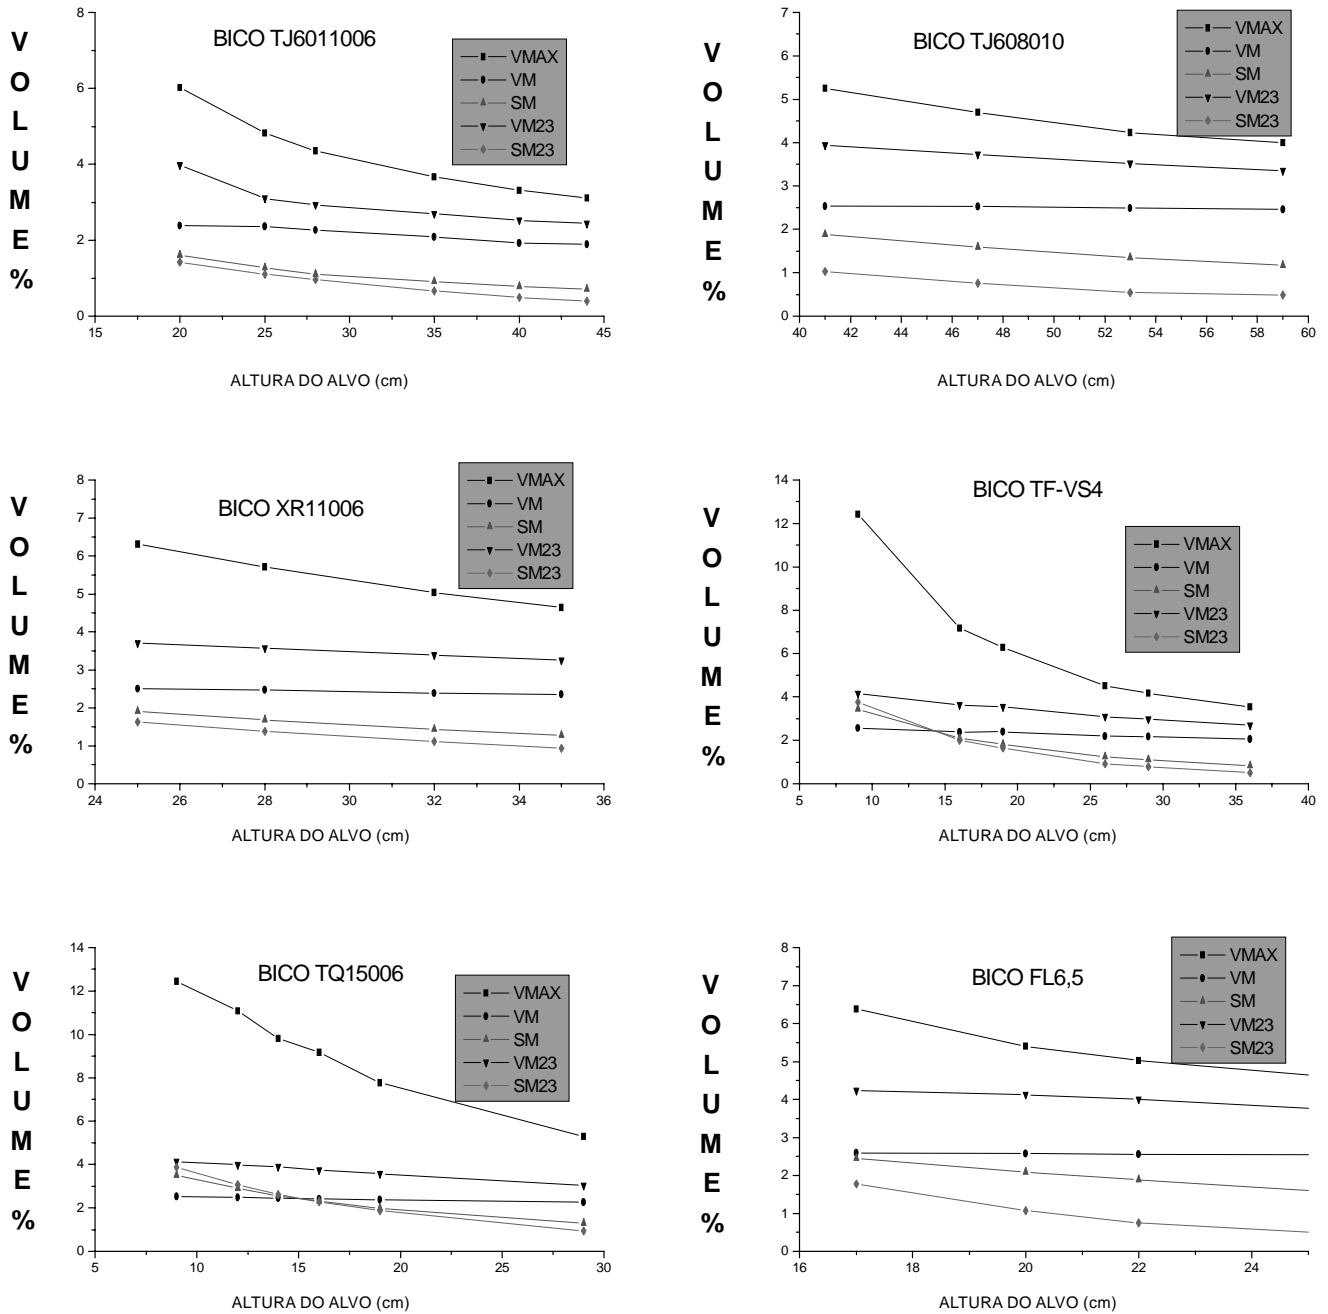 BICO TJ6011006
VOLUME %
8
6
4
2
0
15 20 25 30 35 40 45
ALTURA DO ALVO (cm)
VMAX
VM
SM
VM23
SM23
BICO TJ608010
VOLUME %
7
6
5
4
3
2
1
0
40 42 44 46 48 50 52 54 56 58 60
ALTURA DO ALVO (cm)
VMAX
VM
SM
VM23
SM23
BICO XR11006
VOLUME %
8
7
6
5
4
3
2
1
0
24 26 28 30 32 34 36
ALTURA DO ALVO (cm)
VMAX
VM
SM
VM23
SM23
BICO TF-VS4
VOLUME %
14
12
10
8
6
4
2
0
5 10 15 20 25 30 35 40
ALTURA DO ALVO (cm)
VMAX
VM
SM
VM23
SM23
BICO TQ15006
VOLUME %
14
12
10
8
6
4
2
0
5 10 15 20 25 30
ALTURA DO ALVO (cm)
VMAX
VM
SM
VM23
SM23
BICO FL6,5
VOLUME %
8
7
6
5
4
3
2
1
0
16 18 20 22 24
ALTURA DO ALVO (cm)
VMAX
VM
SM
VM23
SM23